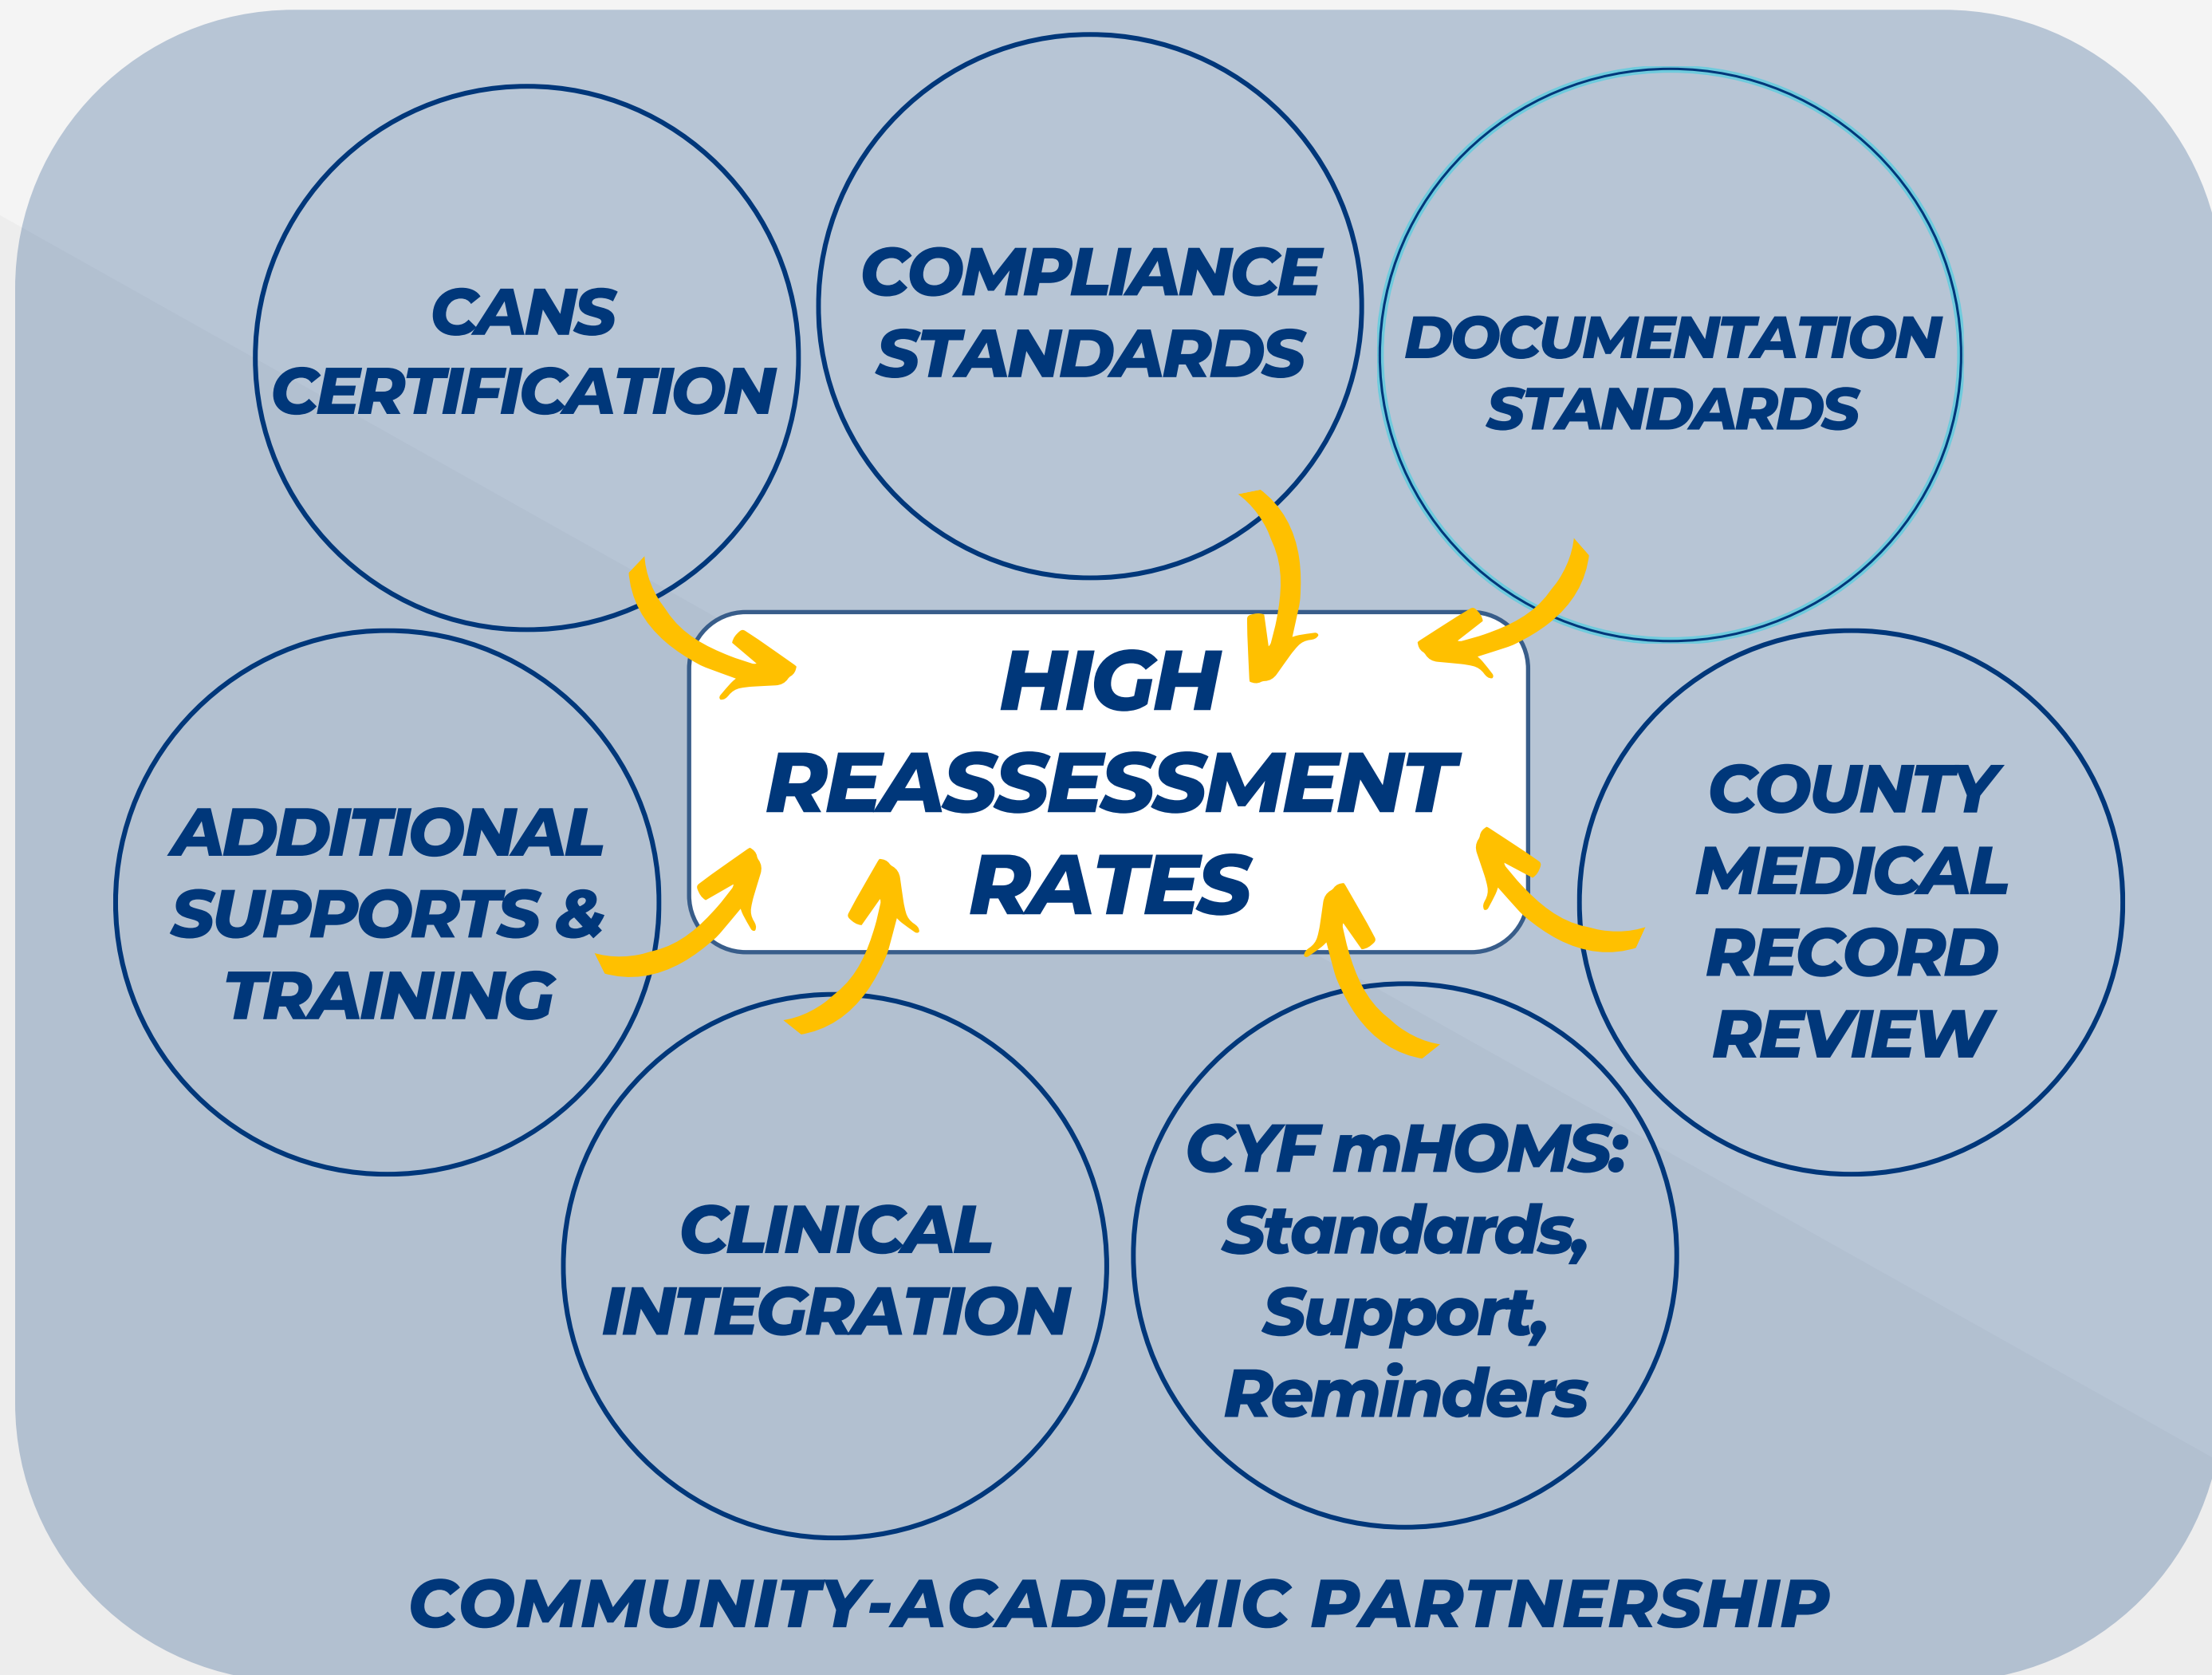 CANS
CERTIFICATION
COMPLIANCE
STANDARDS
DOCUMENTATION
STANDARDS
HIGH
REASSESSMENT
RATES
ADDITIONAL
SUPPORTS &
TRAINING
COUNTY
MEDICAL
RECORD
REVIEW
CLINICAL
INTEGRATION
CYF mHOMS:
Standards,
Support,
Reminders
COMMUNITY-ACADEMIC PARTNERSHIP